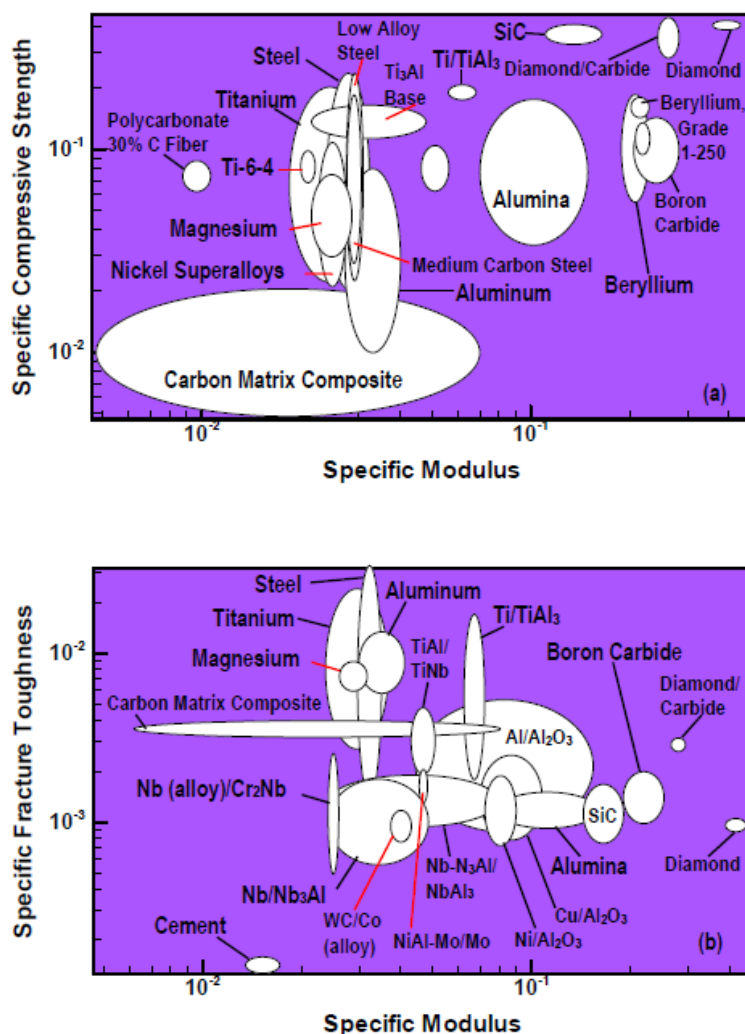 Low Alloy
Steel
SiC
Steel
Ti₃Al
Base
Ti/TiAl₃
Diamond/Carbide
Diamond
Titanium
Polycarbonate
30% C Fiber
Beryllium,
Grade
1-250
10⁻¹
Ti-6-4
Alumina
Magnesium
Boron
Carbide
Nickel Superalloys
Medium Carbon Steel
Aluminum
Beryllium
10⁻²
Carbon Matrix Composite
(a)
Specific Compressive Strength
10⁻²
10⁻¹
Specific Modulus
Steel
Aluminum
Titanium
Ti/TiAl₃
10⁻²
Magnesium
TiAl/
TiNb
Boron Carbide
Carbon Matrix Composite
Diamond/
Carbide
Al/Al₂O₃
Nb (alloy)/Cr₂Nb
10⁻³
SiC
Nb/Nb₃Al
Nb-N₃Al/
NbAl₃
Alumina
Diamond
Cement
WC/Co
(alloy)
NiAl-Mo/Mo
Ni/Al₂O₃
Cu/Al₂O₃
(b)
Specific Fracture Toughness
10⁻²
10⁻¹
Specific Modulus